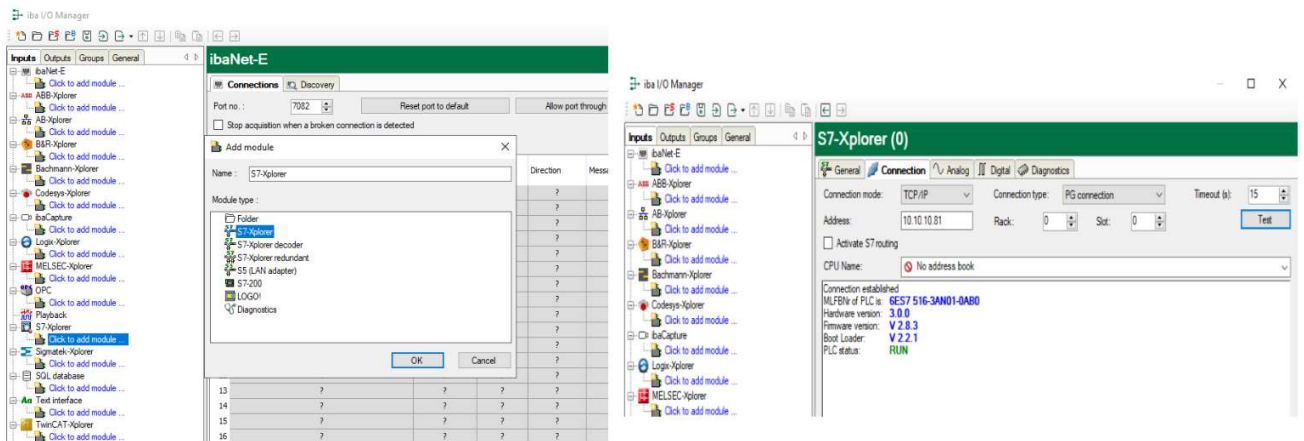 iba I/O Manager
Inputs Outputs Groups General
ibaNet-E
Click to add module ...
ABB-Xplorer
Click to add module ...
AB-Xplorer
Click to add module ...
B&R-Xplorer
Click to add module ...
Bachmann-Xplorer
Click to add module ...
Codesys-Xplorer
Click to add module ...
ibaCapture
Click to add module ...
Logix-Xplorer
Click to add module ...
MELSEC-Xplorer
Click to add module ...
OPC
Click to add module ...
Playback
S7-Xplorer
Click to add module ...
Sigmatek-Xplorer
Click to add module ...
SQL database
Click to add module ...
Text interface
Click to add module ...
TwinCAT-Xplorer
Click to add module ...
ibaNet-E
Connections Discovery
Port no. : 7082 Reset port to default Allow port through
Stop acquistion when a broken connection is detected
Direction Messa
Add module X
Name : S7-Xplorer
Module type :
Folder
S7-Xplorer
S7-Xplorer decoder
S7-Xplorer redundant
S5 (LAN adapter)
S7-200
LOGO!
Diagnostics
OK Cancel
?
?
?
?
?
?
?
?
?
?
?
?
13 ? ? ? ?
14 ? ? ? ?
15 ? ? ? ?
16 ? ? ? ?
iba I/O Manager
Inputs Outputs Groups General
ibaNet-E
Click to add module ...
ABB-Xplorer
Click to add module ...
AB-Xplorer
Click to add module ...
B&R-Xplorer
Click to add module ...
Bachmann-Xplorer
Click to add module ...
Codesys-Xplorer
Click to add module ...
ibaCapture
Click to add module ...
Logix-Xplorer
Click to add module ...
MELSEC-Xplorer
Click to add module ...
S7-Xplorer (0)
General Connection Analog Digital Diagnostics
Connection mode: TCP/IP Connection type: PG connection Timeout (s): 15
Address: 10.10.10.81 Rack: 0 Slot: 0 Test
Activate S7 routing
CPU Name: No address book
Connection established
MLFBNr of PLC is: 6ES7 516-3AN01-0AB0
Hardware version: 3.0.0
Firmware version: V 2.8.3
Boot Loader: V 2.2.1
PLC status: RUN